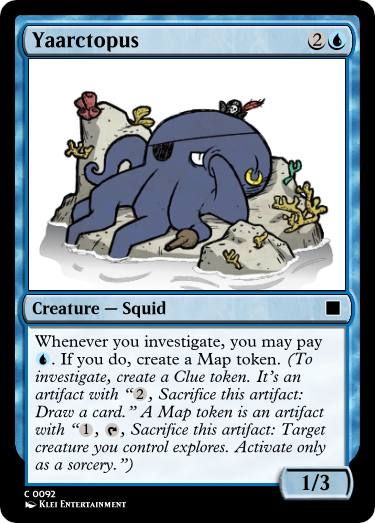 Yaarctopus 2
Creature — Squid
Whenever you investigate, you may pay
. If you do, create a Map token. (To
investigate, create a Clue token. It's an
artifact with “2, Sacrifice this artifact:
Draw a card.” A Map token is an artifact
with “1, , Sacrifice this artifact: Target
creature you control explores. Activate only
as a sorcery.”)
1/3
C 0092
Klei Entertainment